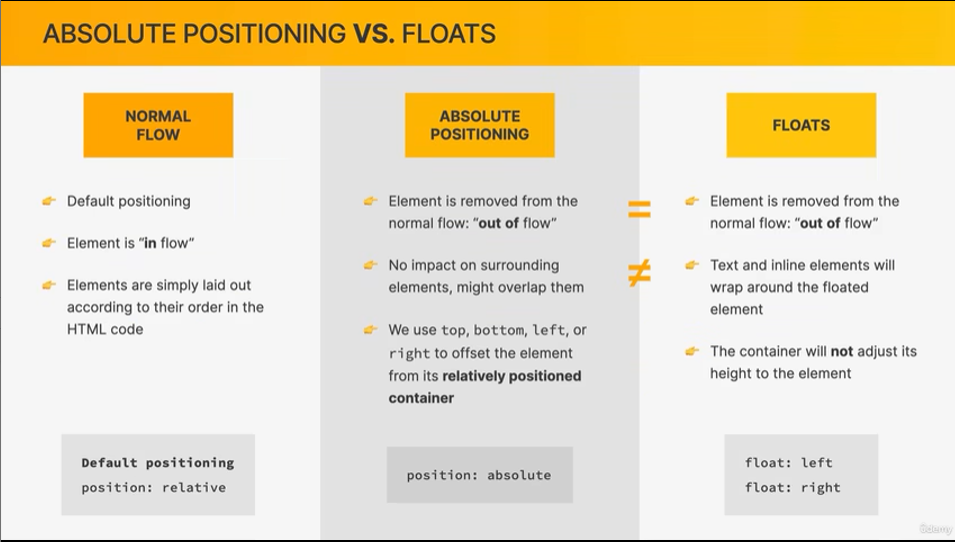 ABSOLUTE POSITIONING VS. FLOATS
NORMAL
FLOW
Default positioning
Element is “in flow”
Elements are simply laid out
according to their order in the
HTML code
Default positioning
position: relative
ABSOLUTE
POSITIONING
Element is removed from the
normal flow: “out of flow”
No impact on surrounding
elements, might overlap them
We use top, bottom, left, or
right to offset the element
from its relatively positioned
container
position: absolute
=
≠
FLOATS
Element is removed from the
normal flow: “out of flow”
Text and inline elements will
wrap around the floated
element
The container will not adjust its
height to the element
float: left
float: right
ûdemy